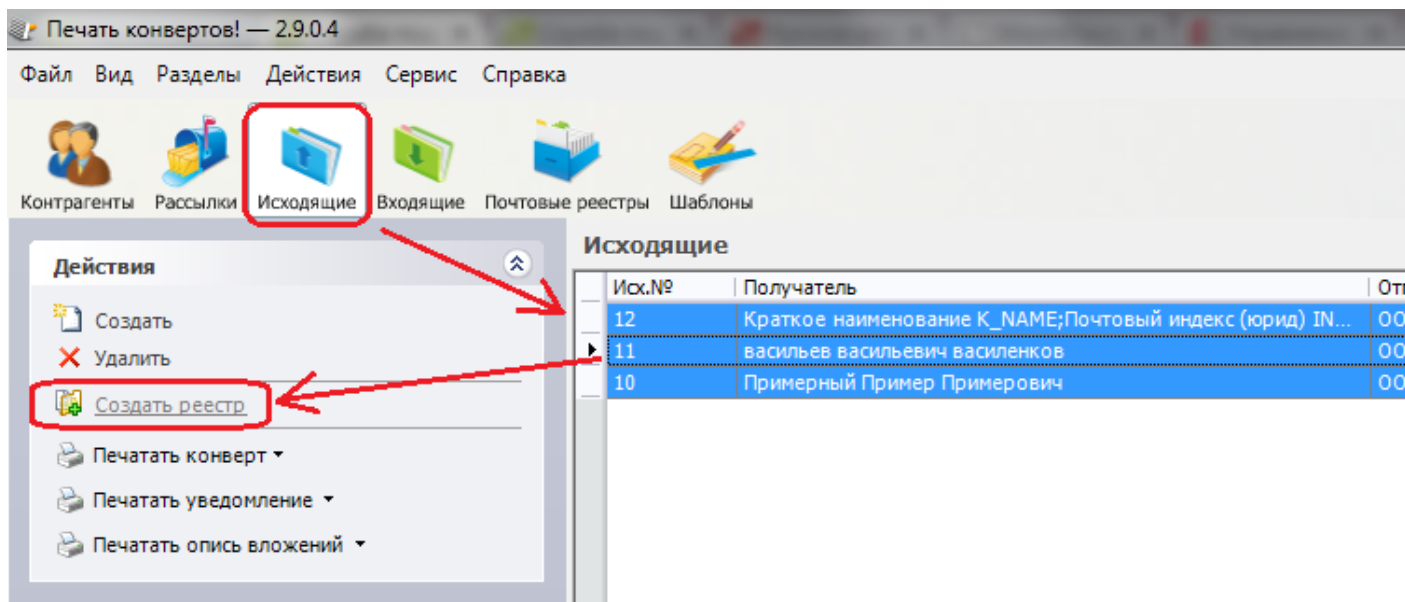 Печать конвертов! — 2.9.0.4
Файл Вид Разделы Действия Сервис Справка
Контрагенты Рассылки Исходящие Входящие Почтовые реестры Шаблоны
Действия
Создать
Удалить
Создать реестр
Печатать конверт
Печатать уведомление
Печатать опись вложений
Исходящие
Исх.№ Получатель
12 Краткое наименование K_NAME;Почтовый индекс (юрид) IN...
11 васильев васильевич василенков
10 Примерный Пример Примерович